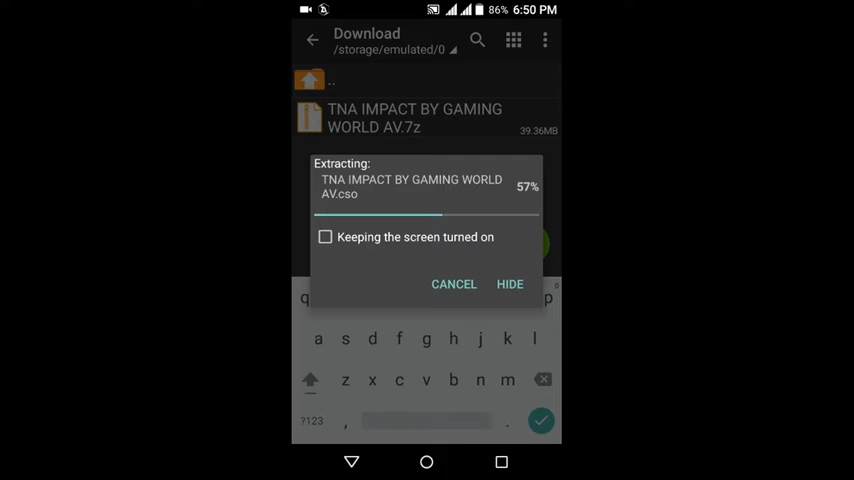 86% 6:50 PM
Download
/storage/emulated/0
..
TNA IMPACT BY GAMING
WORLD AV.7z
39.36MB
Extracting:
TNA IMPACT BY GAMING WORLD
AV.cso
57%
Keeping the screen turned on
CANCEL HIDE
q p 0
a s d f g h j k l
z x c v b n m
?123 , .